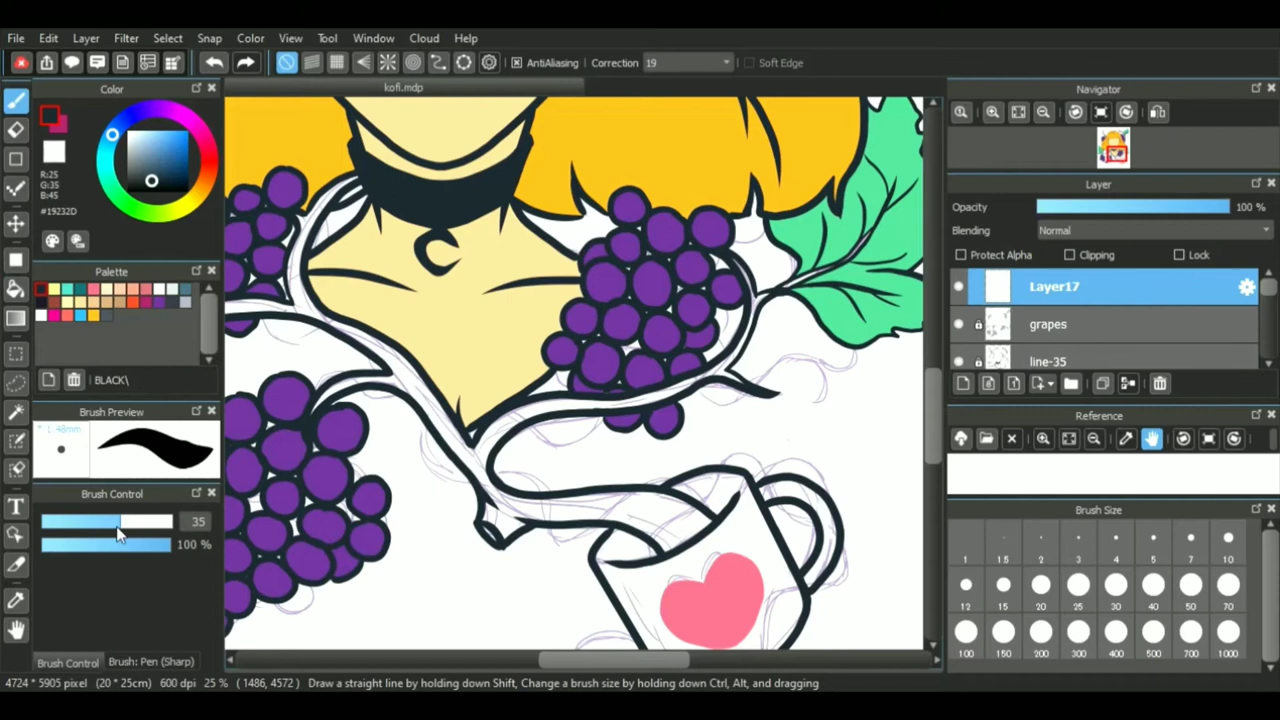 File Edit Layer Filter Select Snap Color View Tool Window Cloud Help
AntiAliasing Correction 19 Soft Edge
Color
kofi.mdp
Navigator
R:25
G:35
B:45
#19232D
Layer
Opacity 100 %
Blending Normal
Protect Alpha Clipping Lock
Palette
Layer17
grapes
line-35
BLACK\
Brush Preview
* 1.48mm
Reference
Brush Control
35
100 %
Brush Size
1 1.5 2 3 4 5 7 10
12 15 20 25 30 40 50 70
100 150 200 300 400 500 700 1000
Brush Control Brush: Pen (Sharp)
4724 * 5905 pixel (20 * 25cm) 600 dpi 25 % ( 1486, 4572 ) Draw a straight line by holding down Shift, Change a brush size by holding down Ctrl, Alt, and dragging